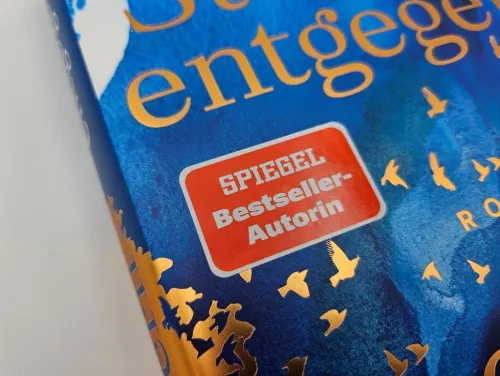 entgege
SPIEGEL
Bestseller-
Autorin
RO